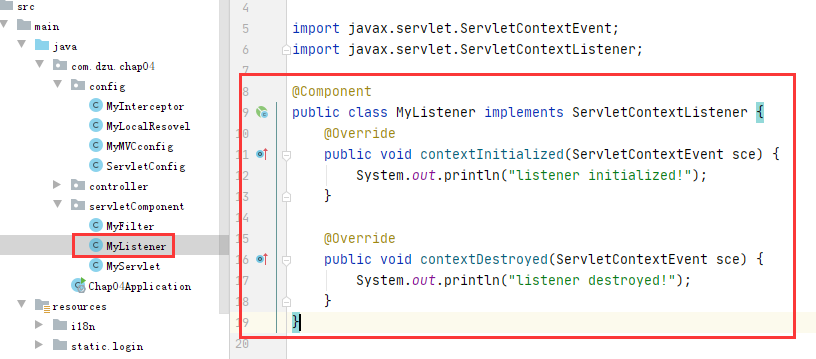 src
main
java
com.dzu.chap04
config
MyInterceptor
MyLocalResovel
MyMVCconfig
ServletConfig
controller
servletComponent
MyFilter
MyListener
MyServlet
Chap04Application
resources
i18n
static.login
4
5 import javax.servlet.ServletContextEvent;
6 import javax.servlet.ServletContextListener;
7
8 @Component
9 public class MyListener implements ServletContextListener {
10 @Override
11 public void contextInitialized(ServletContextEvent sce) {
12 System.out.println("listener initialized!");
13 }
14
15 @Override
16 public void contextDestroyed(ServletContextEvent sce) {
17 System.out.println("listener destroyed!");
18 }
19 }
20